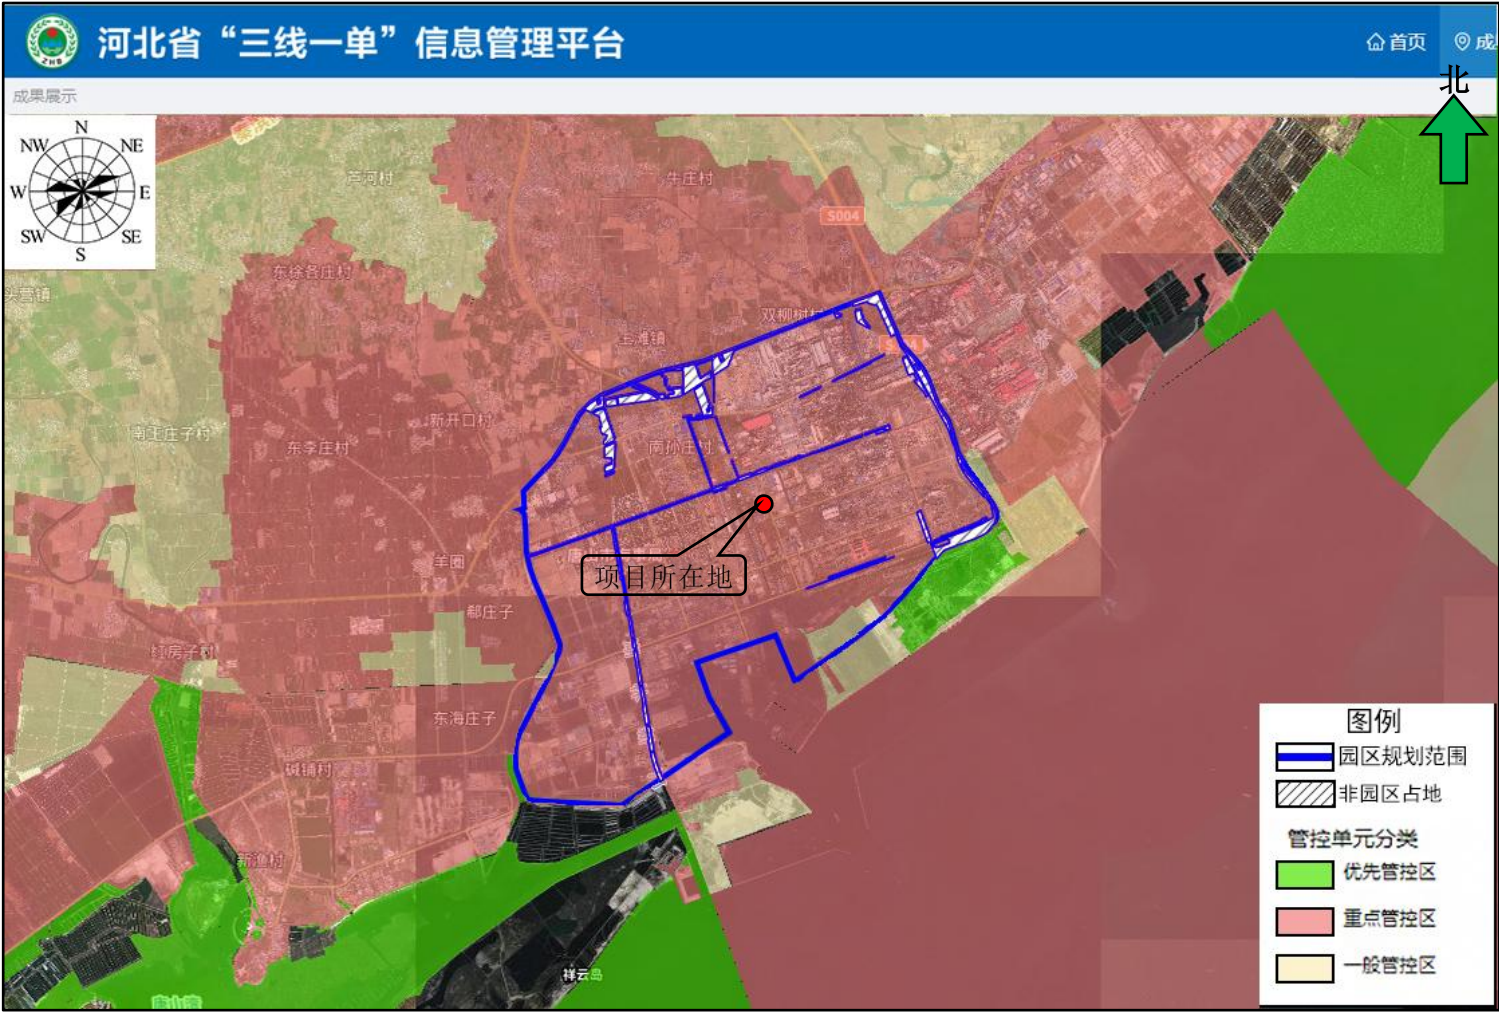 河北省“三线一单”信息管理平台
首页
成
成果展示
北
N
NW
NE
W
E
SW
SE
S
芦河村
牛庄村
S004
东徐各庄村
头营镇
双柳树村
王滩镇
新开口村
南王庄子村
东李庄村
南孙庄村
项目所在地
羊圈
郗庄子
红房子村
东海庄子
碱铺村
新渔村
祥云岛
唐山湾
图例
园区规划范围
非园区占地
管控单元分类
优先管控区
重点管控区
一般管控区